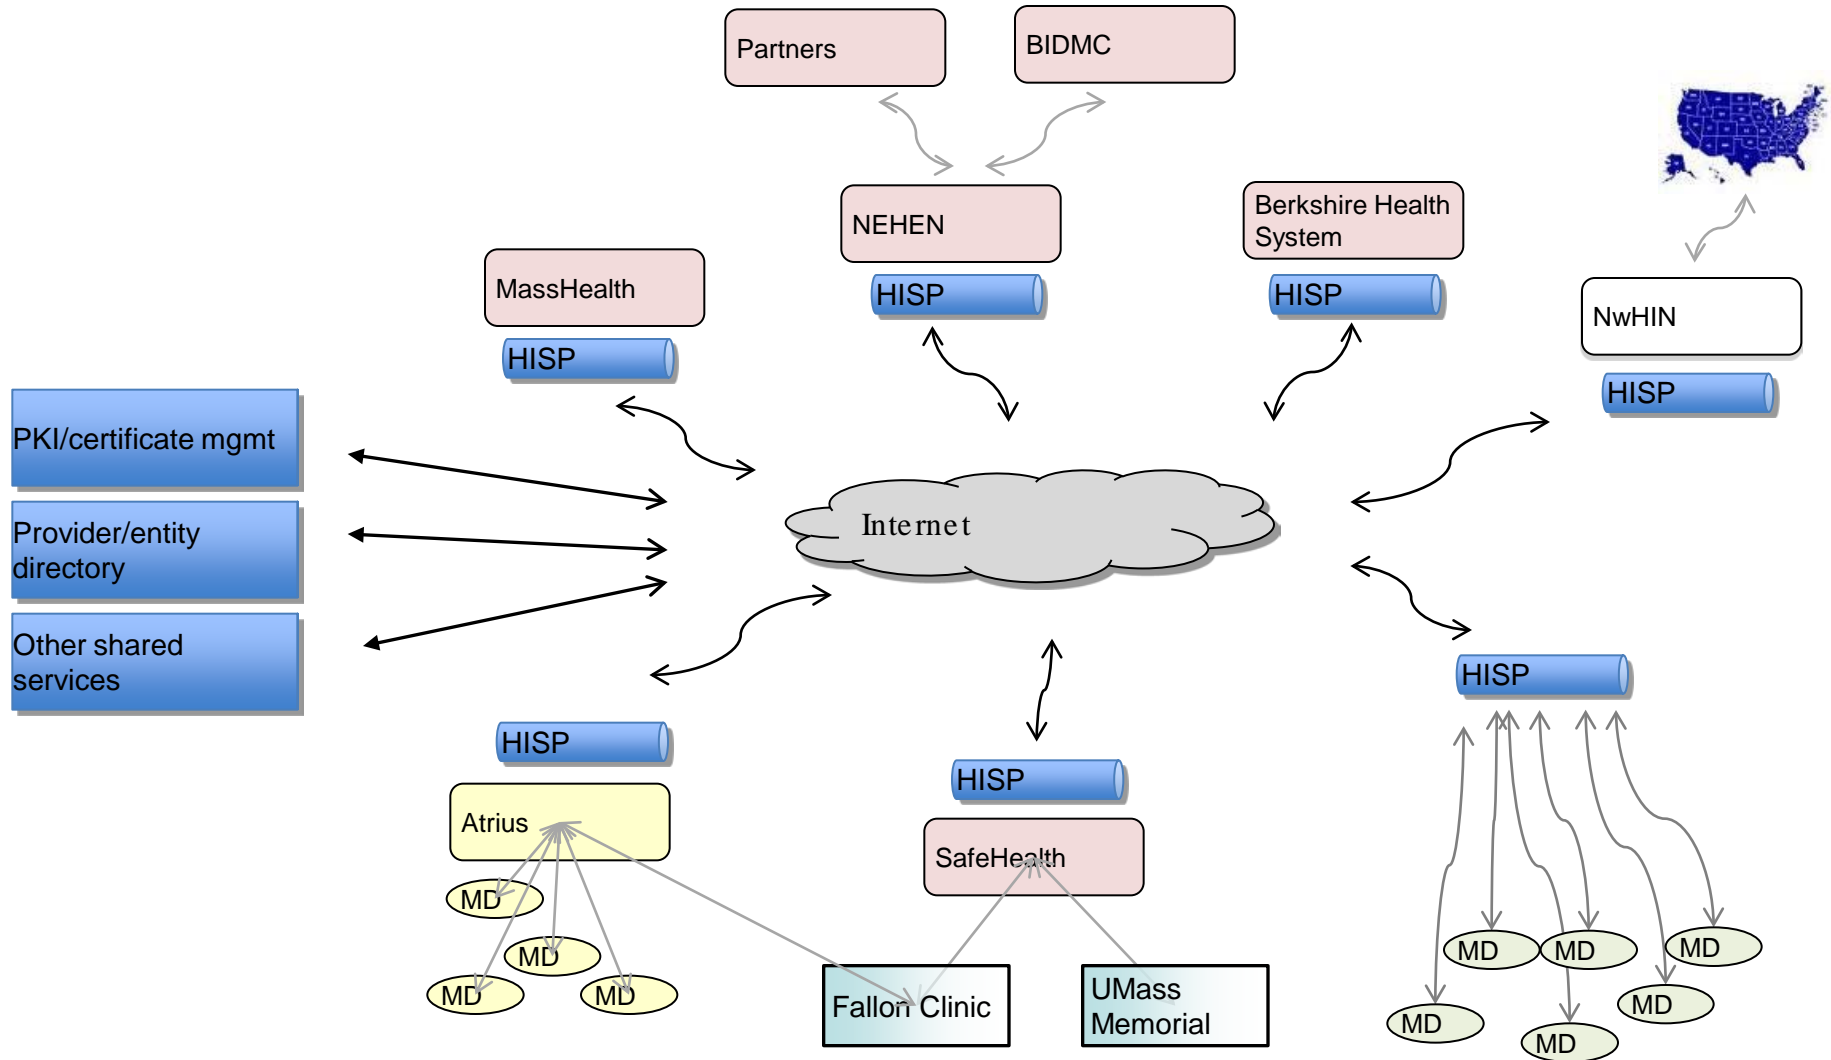 Partners
BIDMC
NEHEN
Berkshire Health
System
MassHealth
HISP
HISP
NwHIN
HISP
HISP
PKI/certificate mgmt
Provider/entity
directory
Internet
Other shared
services
HISP
HISP
HISP
Atrius
SafeHealth
MD
MD
MD
MD
Fallon Clinic
UMass
Memorial
MD
MD
MD
MD
MD
MD